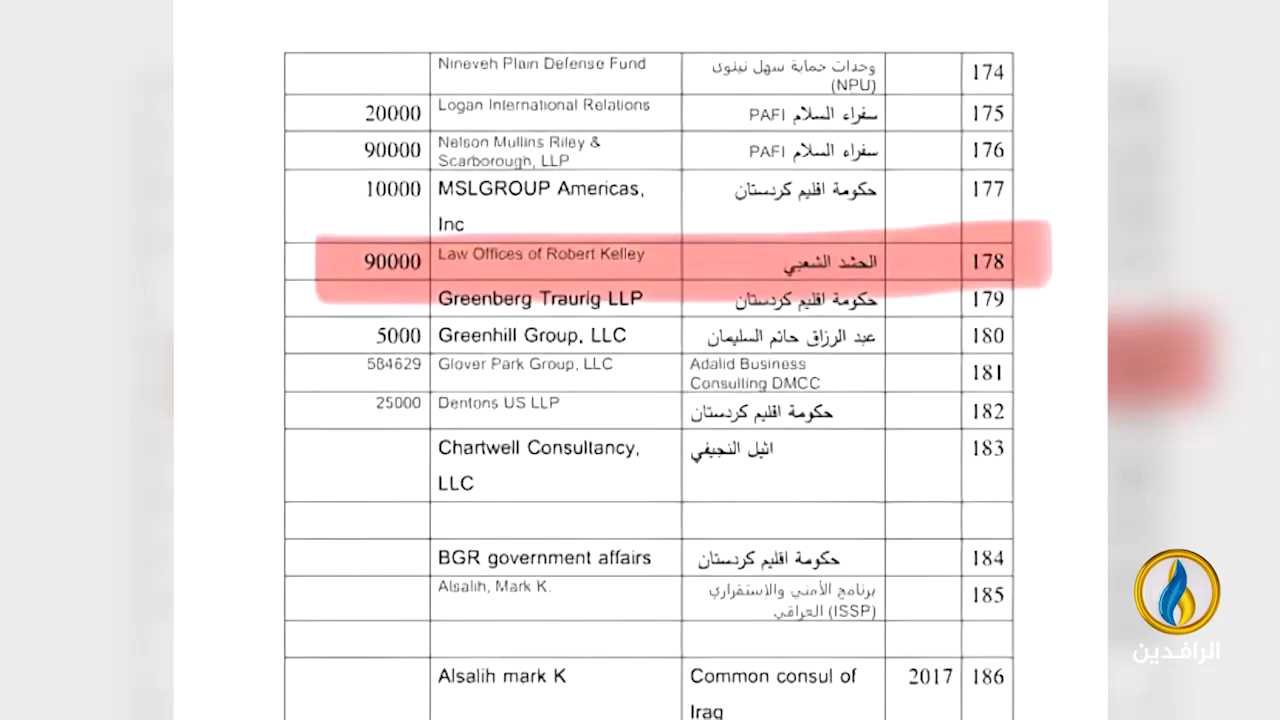 174 وحدات حماية سهل نينوى Nineveh Plain Defense Fund
(NPU)
175 سفراء السلام PAFI Logan International Relations 20000
176 سفراء السلام PAFI Nelson Mullins Riley & 90000
Scarborough, LLP
177 حكومة اقليم كردستان MSLGROUP Americas, 10000
Inc
178 الحشد الشعبي Law Offices of Robert Kelley 90000
179 حكومة اقليم كردستان Greenberg Traurig LLP
180 عبد الرزاق حاتم السليمان Greenhill Group, LLC 5000
181 Adalid Business Glover Park Group, LLC 584629
Consulting DMCC
182 حكومة اقليم كردستان Dentons US LLP 25000
183 اثيل النجيفي Chartwell Consultancy,
LLC
184 حكومة اقليم كردستان BGR government affairs
185 برنامج الأمني والاستقراري Alsalih, Mark K.
العراقي (ISSP)
186 2017 Common consul of Alsalih mark K
Iraq
الرافدين